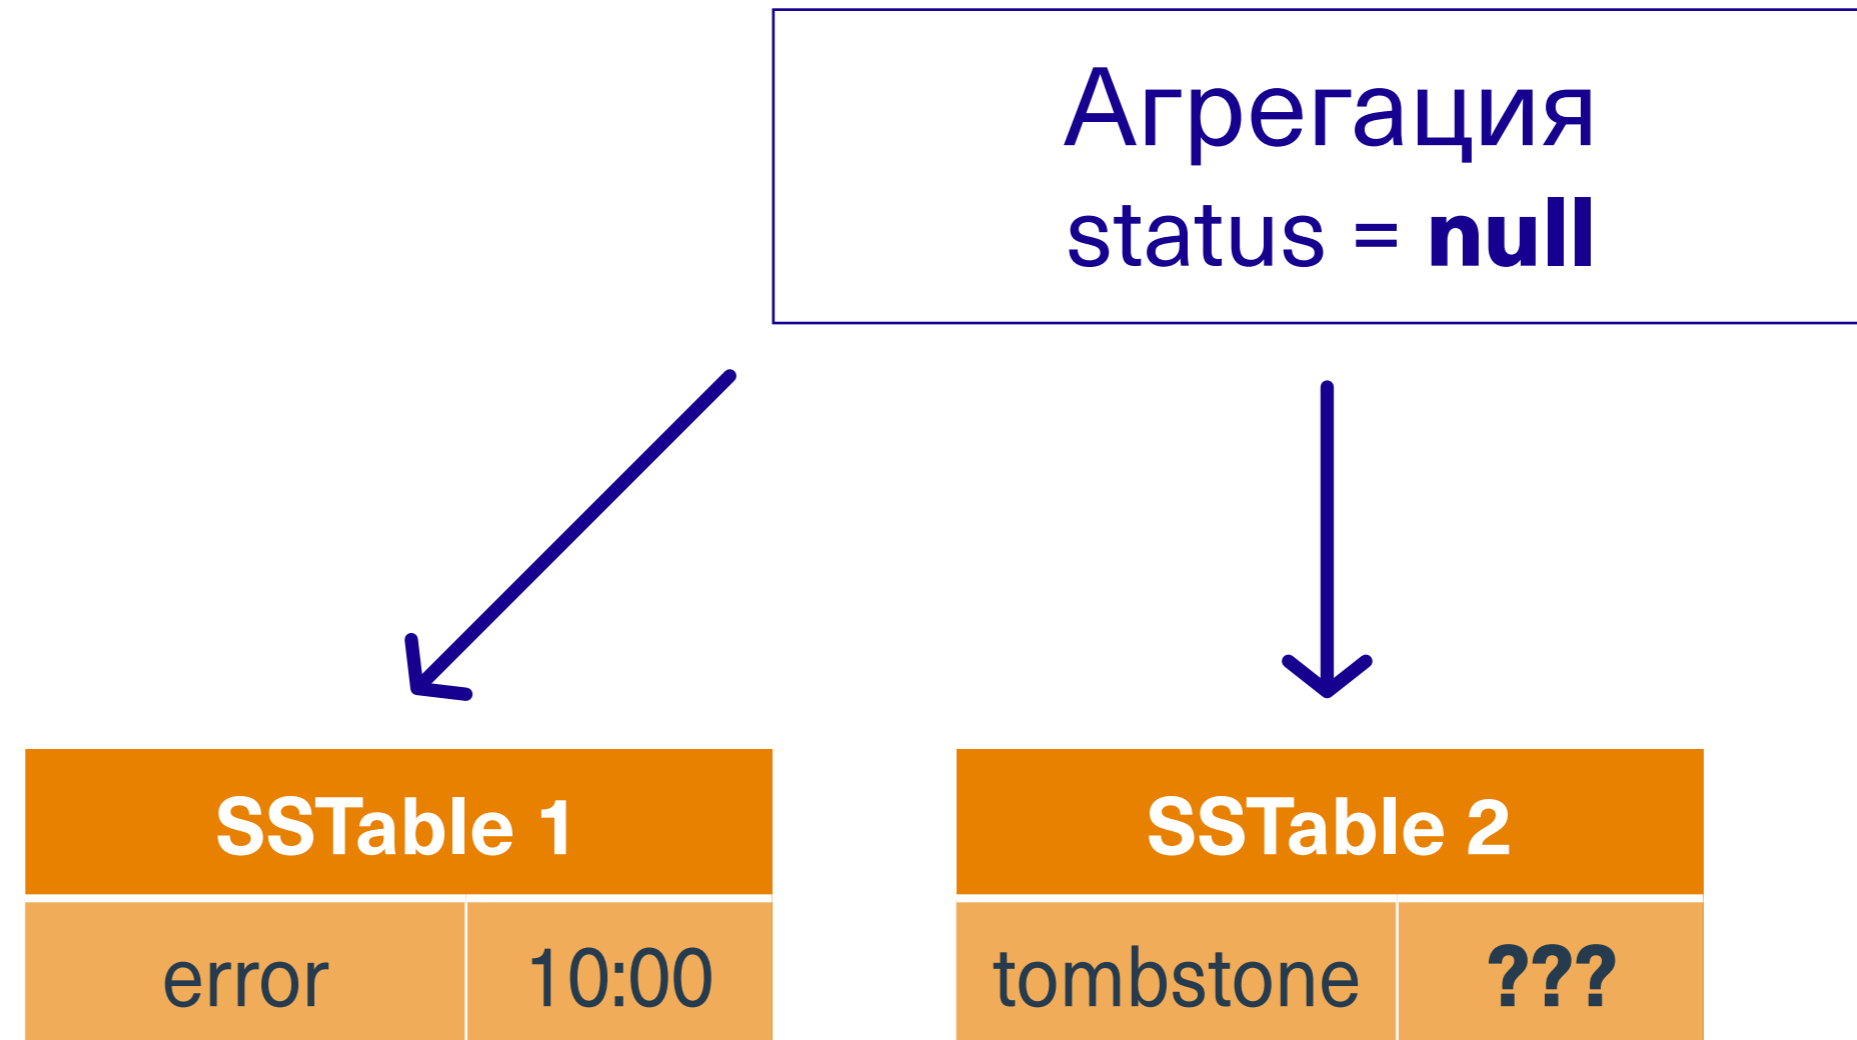 Агрегация
status = null
SSTable 1
SSTable 2
error 10:00
tombstone ???